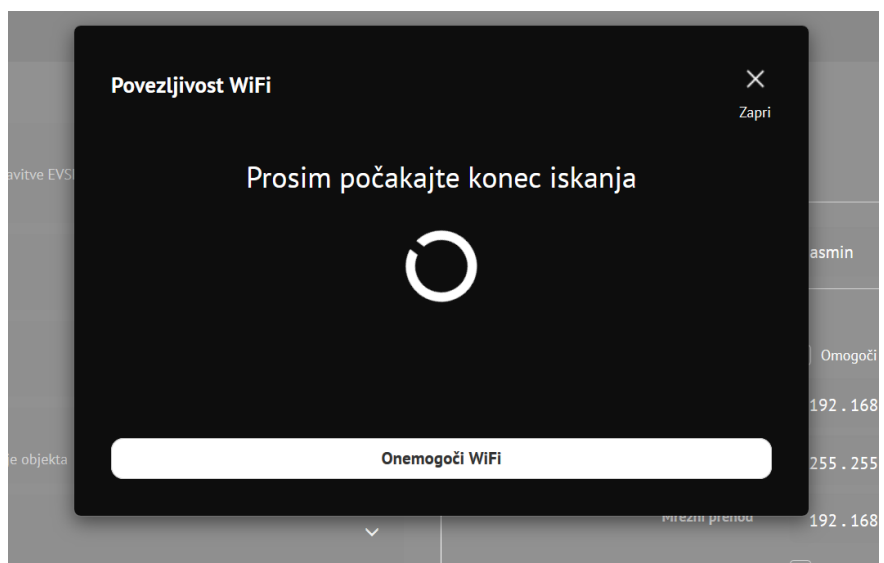 Povezljivost WiFi
Zapri
Prosim počakajte konec iskanja
avitve EVS
asmin
Omogoči
192.168
je objekta
Onemogoči WiFi
255.255
Mrežni prehod
192.168